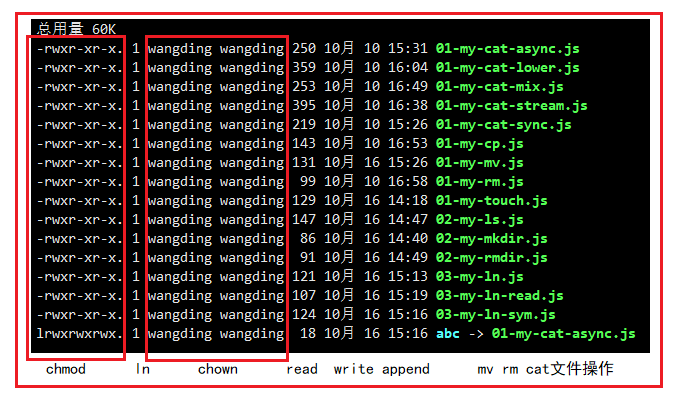 总用量 60K
-rwxr-xr-x. 1 wangding wangding 250 10月 10 15:31 01-my-cat-async.js
-rwxr-xr-x. 1 wangding wangding 359 10月 10 16:04 01-my-cat-lower.js
-rwxr-xr-x. 1 wangding wangding 253 10月 10 16:49 01-my-cat-mix.js
-rwxr-xr-x. 1 wangding wangding 395 10月 10 16:38 01-my-cat-stream.js
-rwxr-xr-x. 1 wangding wangding 219 10月 10 15:26 01-my-cat-sync.js
-rwxr-xr-x. 1 wangding wangding 143 10月 10 16:53 01-my-cp.js
-rwxr-xr-x. 1 wangding wangding 131 10月 16 15:26 01-my-mv.js
-rwxr-xr-x. 1 wangding wangding 99 10月 10 16:58 01-my-rm.js
-rwxr-xr-x. 1 wangding wangding 129 10月 16 14:18 01-my-touch.js
-rwxr-xr-x. 1 wangding wangding 147 10月 16 14:47 02-my-ls.js
-rwxr-xr-x. 1 wangding wangding 86 10月 16 14:40 02-my-mkdir.js
-rwxr-xr-x. 1 wangding wangding 91 10月 16 14:49 02-my-rmdir.js
-rwxr-xr-x. 1 wangding wangding 121 10月 16 15:13 03-my-ln.js
-rwxr-xr-x. 1 wangding wangding 107 10月 16 15:19 03-my-ln-read.js
-rwxr-xr-x. 1 wangding wangding 124 10月 16 15:16 03-my-ln-sym.js
lrwxrwxrwx. 1 wangding wangding 18 10月 16 15:16 abc -> 01-my-cat-async.js
chmod ln chown read write append mv rm cat文件操作